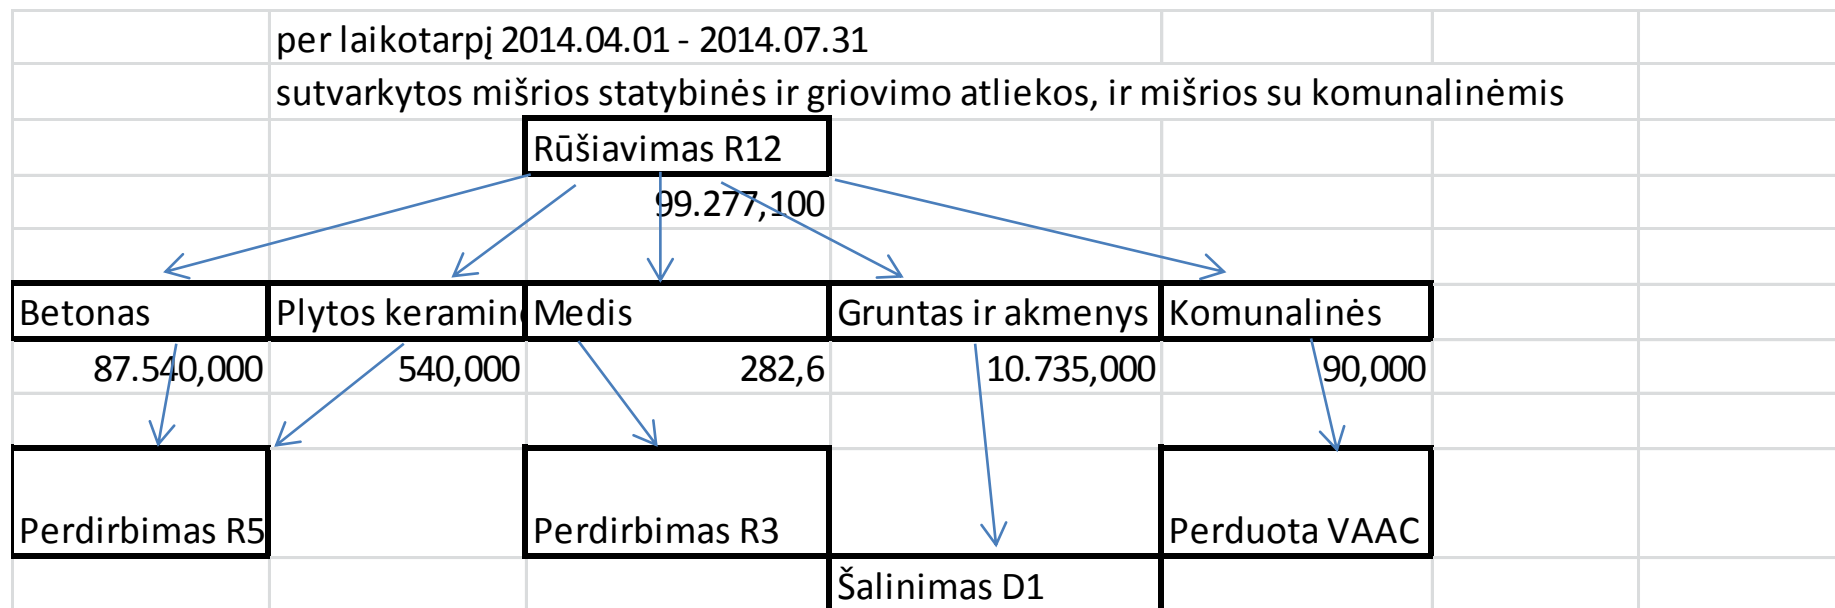 per laikotarpį 2014.04.01 - 2014.07.31
sutvarkytos mišrios statybinės ir griovimo atliekos, ir mišrios su komunalinėmis
Rūšiavimas R12
99.277,100
Betonas Plytos keramin Medis Gruntas ir akmenys Komunalinės
87.540,000 540,000 282,6 10.735,000 90,000
Perdirbimas R5 Perdirbimas R3 Perduota VAAC
Šalinimas D1